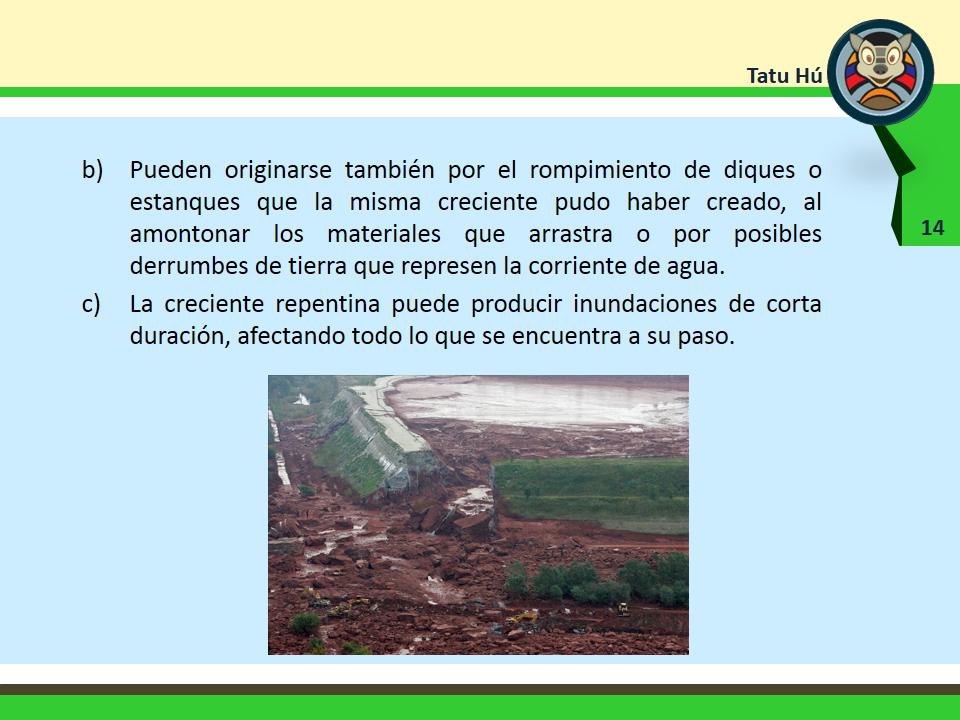 Tatu Hú
14
b) Pueden originarse también por el rompimiento de diques o
estanques que la misma creciente pudo haber creado, al
amontonar los materiales que arrastra o por posibles
derrumbes de tierra que represen la corriente de agua.
c) La creciente repentina puede producir inundaciones de corta
duración, afectando todo lo que se encuentra a su paso.